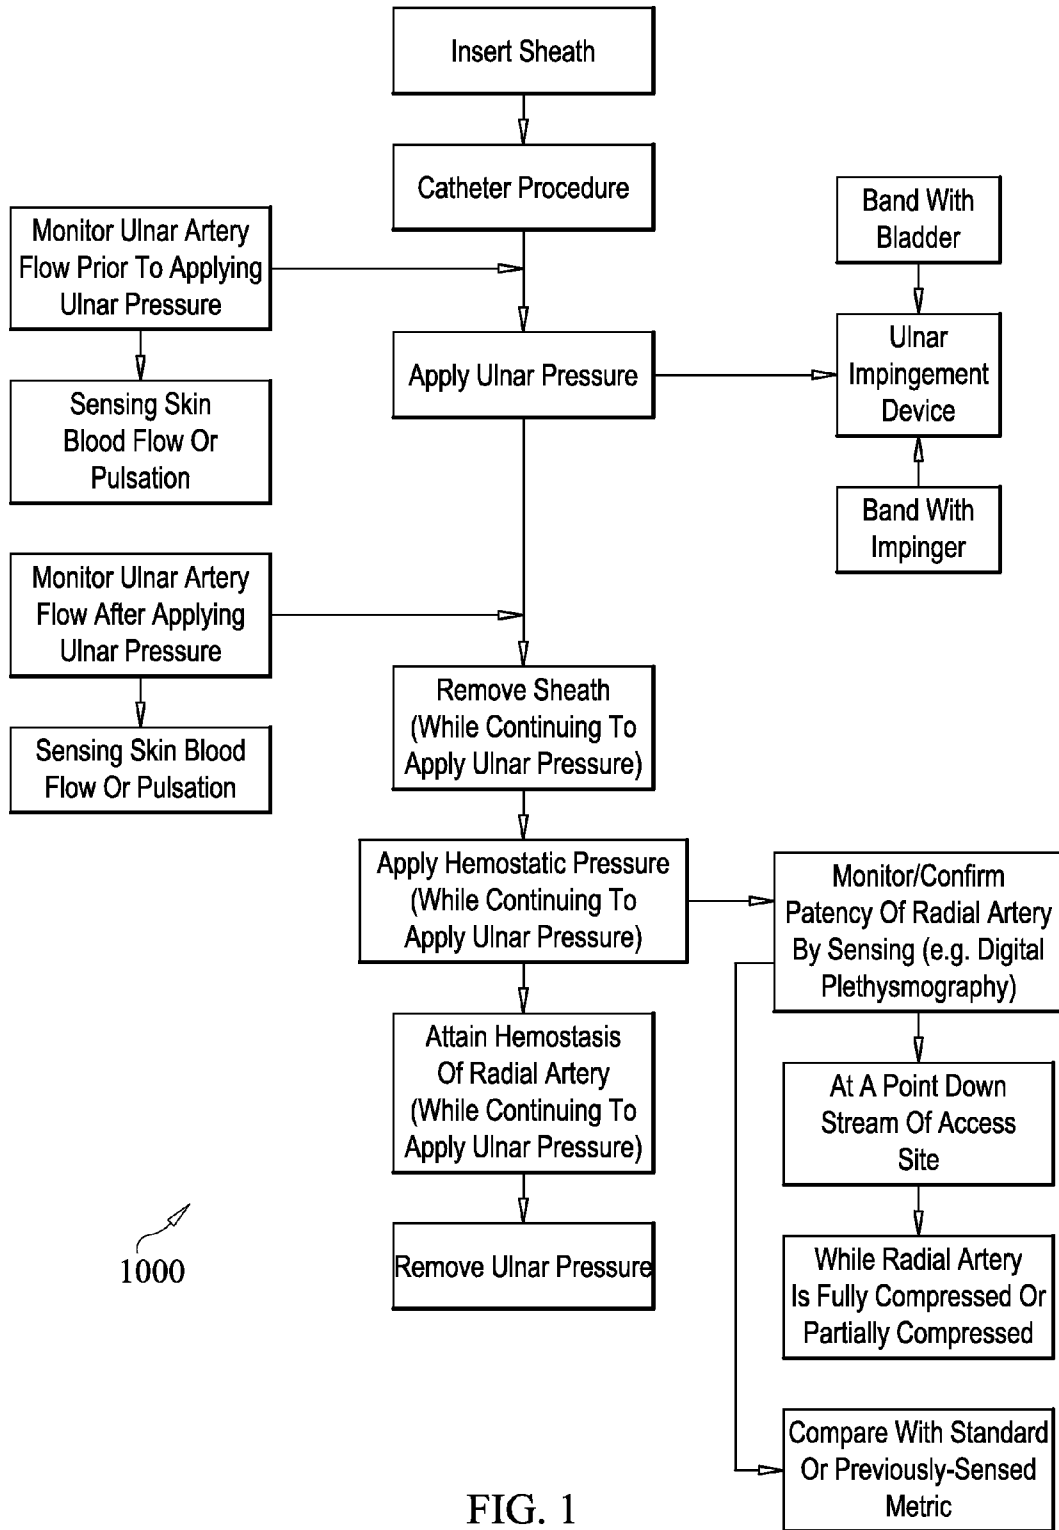 Insert Sheath
Catheter Procedure
Monitor Ulnar Artery
Flow Prior To Applying
Ulnar Pressure
Sensing Skin
Blood Flow Or
Pulsation
Apply Ulnar Pressure
Band With
Bladder
Ulnar
Impingement
Device
Band With
Impinger
Monitor Ulnar Artery
Flow After Applying
Ulnar Pressure
Sensing Skin Blood
Flow Or Pulsation
Remove Sheath
(While Continuing To
Apply Ulnar Pressure)
Apply Hemostatic Pressure
(While Continuing To
Apply Ulnar Pressure)
Monitor/Confirm
Patency Of Radial Artery
By Sensing (e.g. Digital
Plethysmography)
Attain Hemostasis
Of Radial Artery
(While Continuing To
Apply Ulnar Pressure)
At A Point Down
Stream Of Access
Site
Remove Ulnar Pressure
While Radial Artery
Is Fully Compressed Or
Partially Compressed
Compare With Standard
Or Previously-Sensed
Metric
1000
FIG. 1